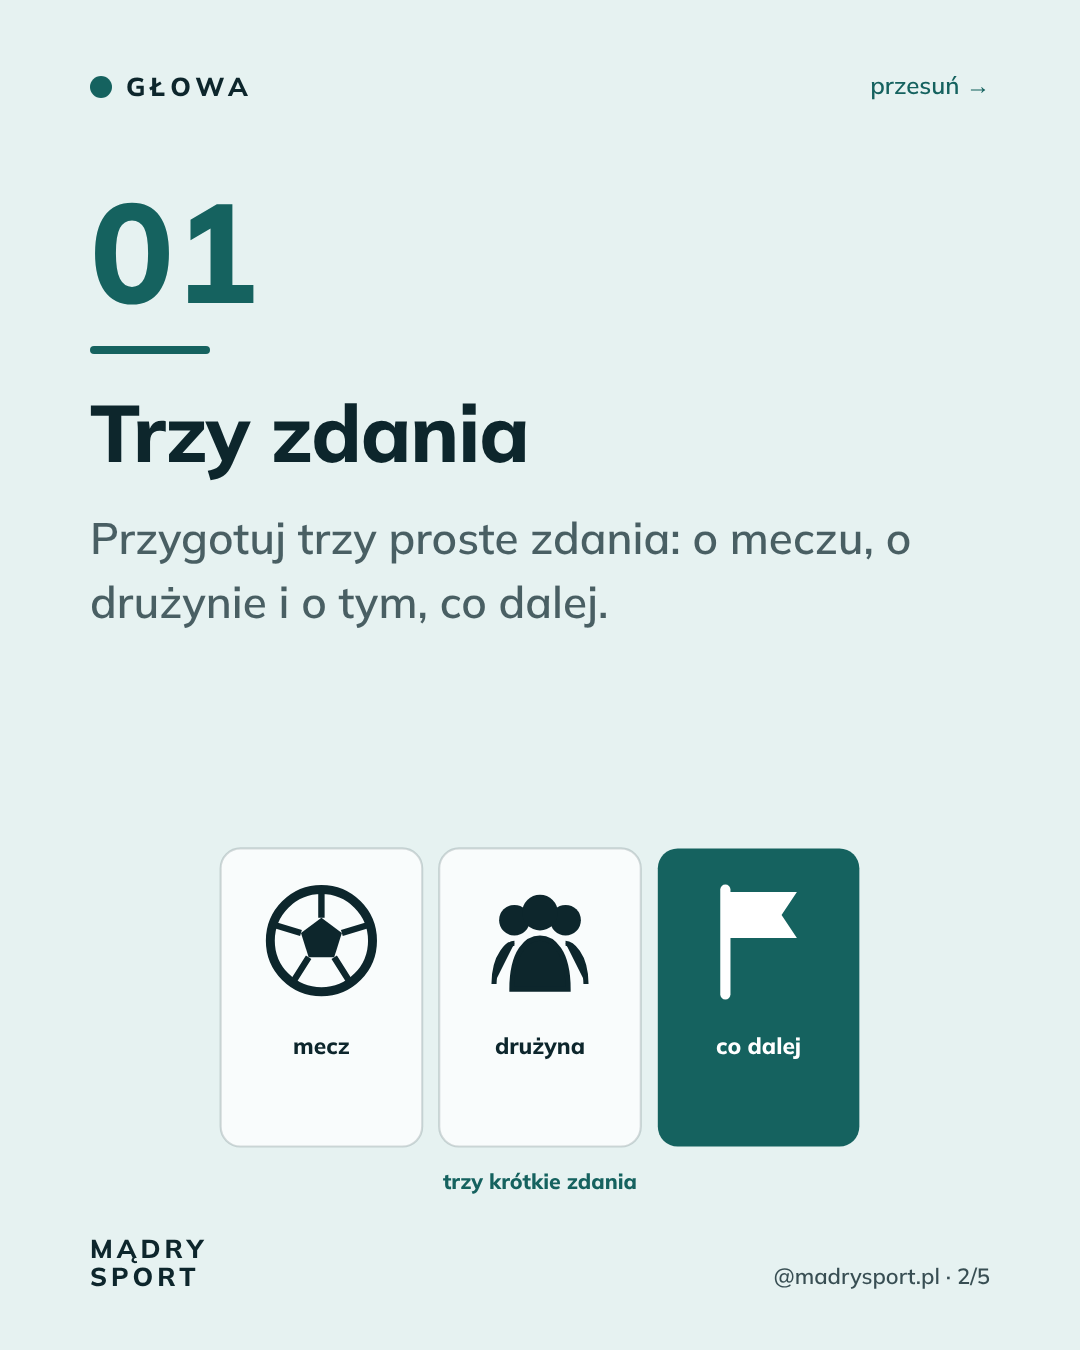 GŁOWA
przesuń →
01
Trzy zdania
Przygotuj trzy proste zdania: o meczu, o
drużynie i o tym, co dalej.
mecz
drużyna
co dalej
trzy krótkie zdania
MĄDRY
SPORT
@madrysport.pl · 2/5